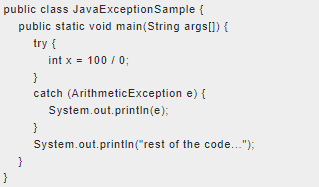 public class JavaExceptionSample {
public static void main(String args[]) {
try {
int x = 100 / 0;
}
catch (ArithmeticException e) {
System.out.println(e);
}
System.out.println("rest of the code...");
}
}